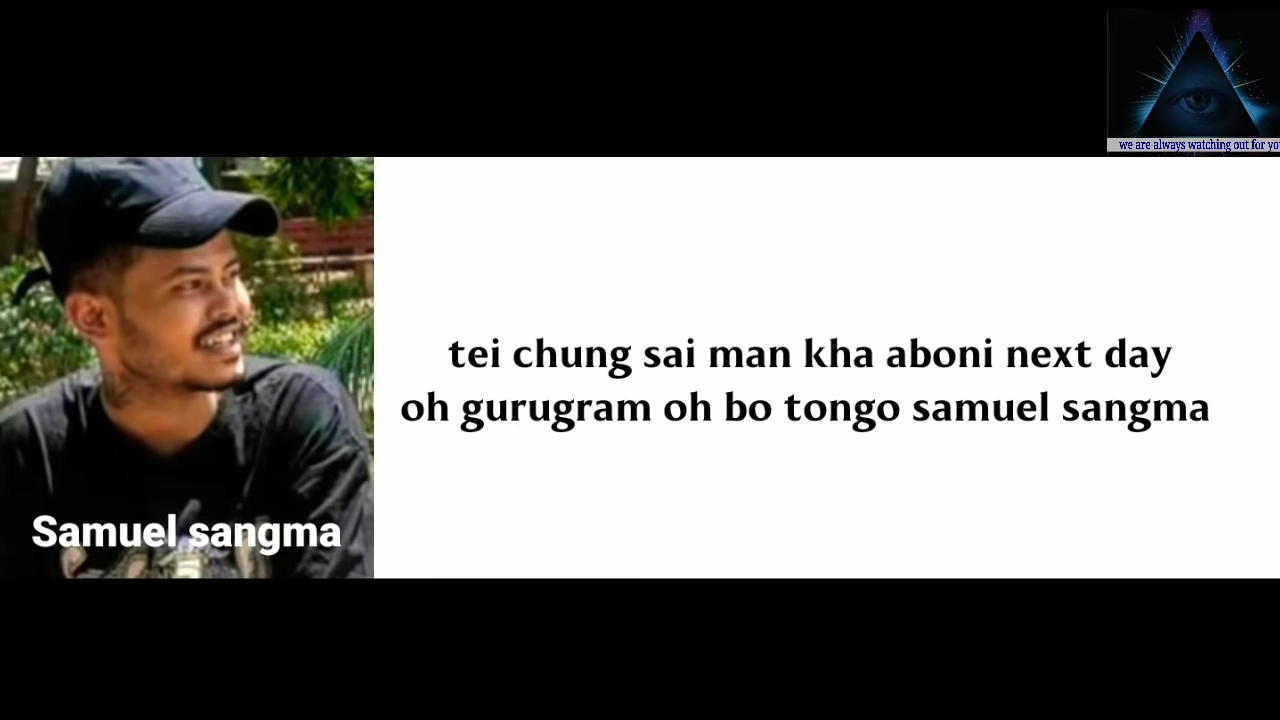 we are always watching out for yo
tei chung sai man kha aboni next day
oh gurugram oh bo tongo samuel sangma
Samuel sangma